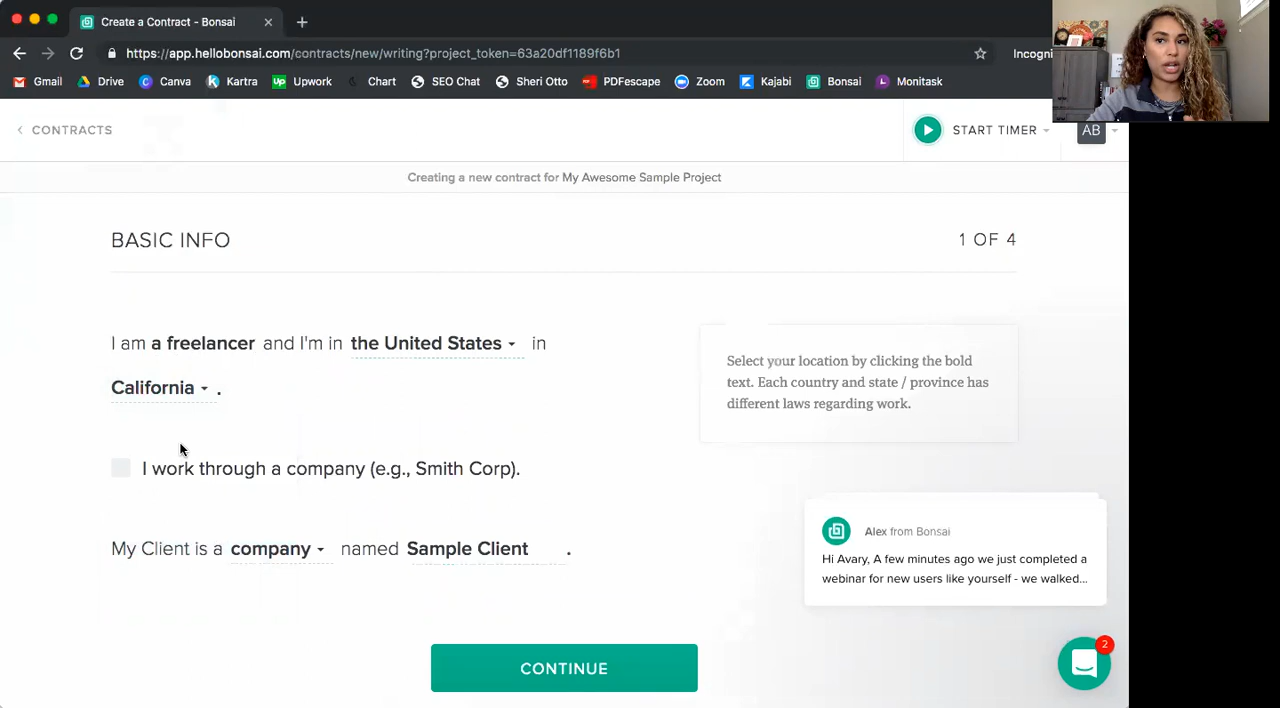 Create a Contract - Bonsai
https://app.hellobonsai.com/contracts/new/writing?project_token=63a20df1189f6b1
Gmail Drive Canva Kartra Upwork Chart Sheri Otto PDFescape Zoom Kajabi Bonsai Monitask
CONTRACTS
START TIMER
AB
Creating a new contract for My Awesome Sample Project
BASIC INFO
1 OF 4
I am a freelancer and I'm in the United States in
California .
Select your location by clicking the bold
text. Each country and state / province has
different laws regarding work.
I work through a company (e.g., Smith Corp).
My Client is a company named Sample Client .
Alex from Bonsai
Hi Avary, A few minutes ago we just completed a
webinar for new users like yourself - we walked...
2
CONTINUE